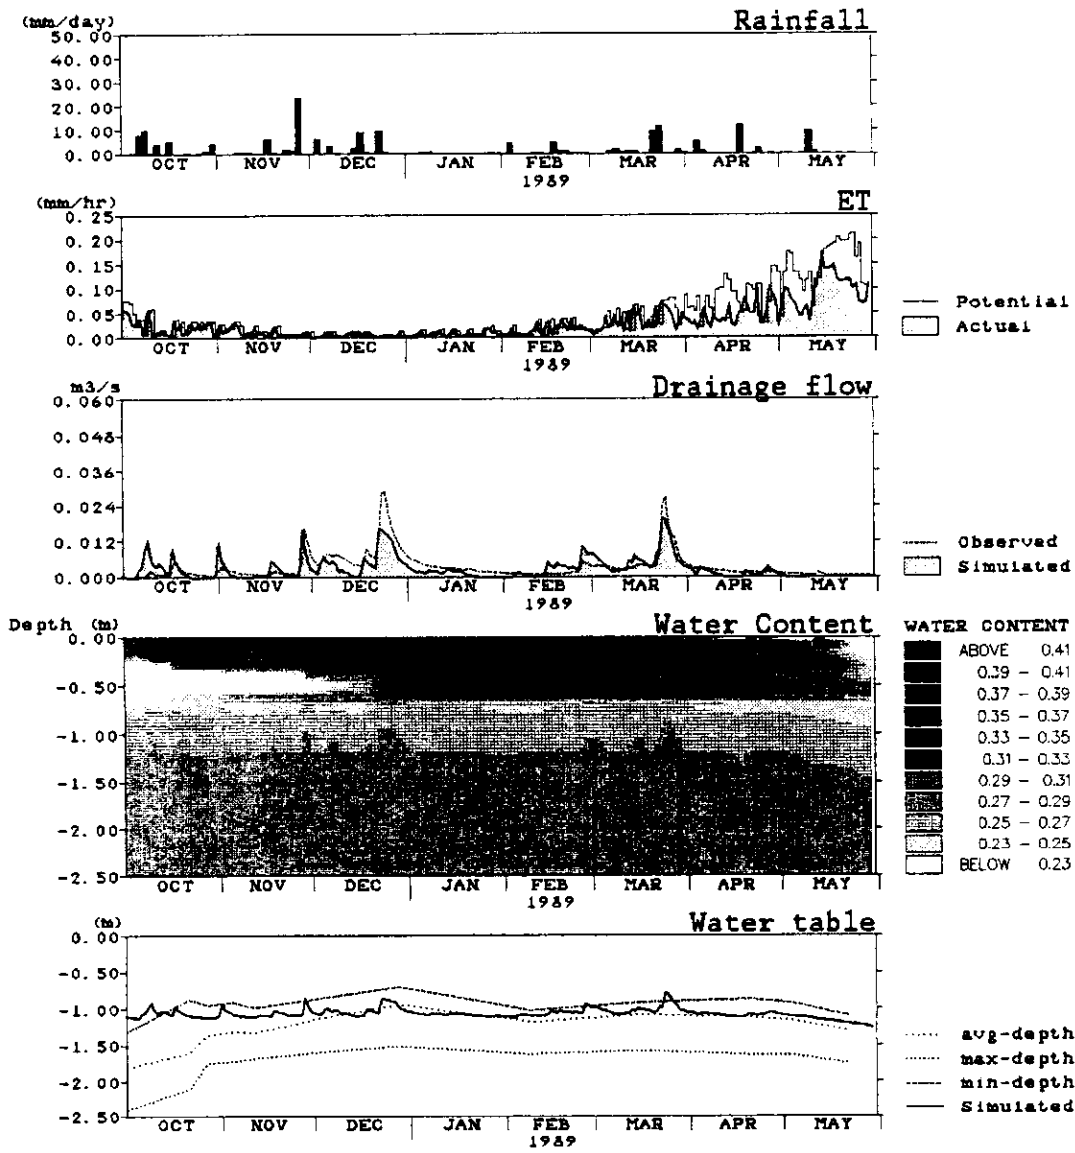 (mm/day) Rainfall
50.00
40.00
30.00
20.00
10.00
0.00
OCT NOV DEC JAN FEB MAR APR MAY
1989
(mm/hr) ET
0.25
0.20
0.15
0.10
0.05
0.00
Potential
Actual
OCT NOV DEC JAN FEB MAR APR MAY
1989
m3/s Drainage flow
0.060
0.048
0.036
0.024
0.012
0.000
Observed
Simulated
OCT NOV DEC JAN FEB MAR APR MAY
1989
Depth (m) Water Content
0.00
-0.50
-1.00
-1.50
-2.00
-2.50
WATER CONTENT
ABOVE 0.41
0.39 - 0.41
0.37 - 0.39
0.35 - 0.37
0.33 - 0.35
0.31 - 0.33
0.29 - 0.31
0.27 - 0.29
0.25 - 0.27
0.23 - 0.25
BELOW 0.23
OCT NOV DEC JAN FEB MAR APR MAY
1989
(m) Water table
0.00
-0.50
-1.00
-1.50
-2.00
-2.50
avg-depth
max-depth
min-depth
Simulated
OCT NOV DEC JAN FEB MAR APR MAY
1989